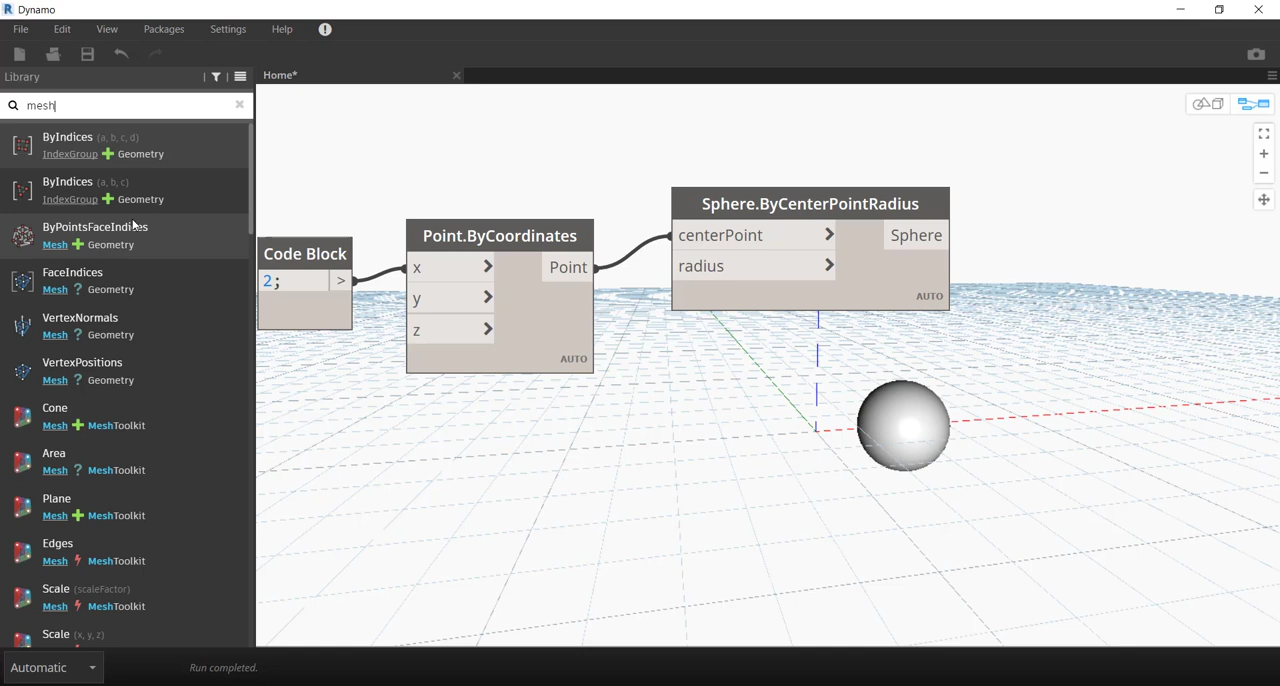 Dynamo
File Edit View Packages Settings Help
Library
Home*
mesh
ByIndices (a, b, c, d)
IndexGroup Geometry
ByIndices (a, b, c)
IndexGroup Geometry
ByPointsFaceIndices
Mesh Geometry
FaceIndices
Mesh ? Geometry
VertexNormals
Mesh ? Geometry
VertexPositions
Mesh ? Geometry
Cone
Mesh MeshToolkit
Area
Mesh ? MeshToolkit
Plane
Mesh MeshToolkit
Edges
Mesh MeshToolkit
Scale (scaleFactor)
Mesh MeshToolkit
Scale (x, y, z)
Code Block
2; >
Point.ByCoordinates
x > Point
y >
z >
AUTO
Sphere.ByCenterPointRadius
centerPoint > Sphere
radius >
AUTO
Automatic
Run completed.